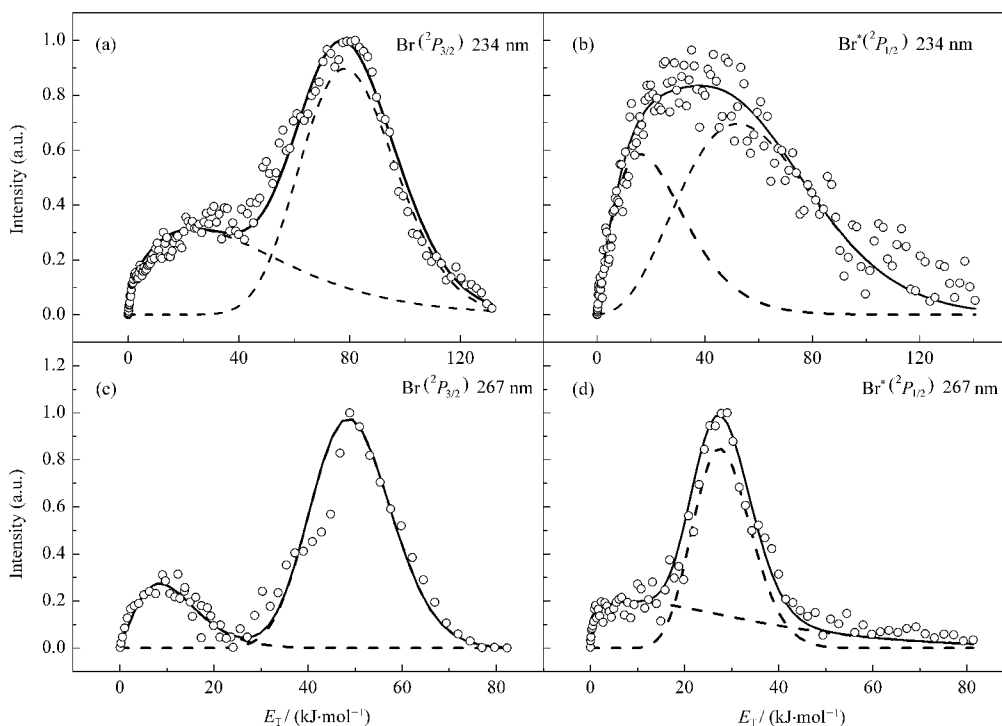 (a) Br(²P₃/₂) 234 nm
(b) Br*(²P₁/₂) 234 nm
Intensity (a.u.)
1.0
0.8
0.6
0.4
0.2
0.0
0 40 80 120
0 40 80 120
(c) Br(²P₃/₂) 267 nm
(d) Br*(²P₁/₂) 267 nm
Intensity (a.u.)
1.2
1.0
0.8
0.6
0.4
0.2
0.0
0 20 40 60 80
0 20 40 60 80
E_T / (kJ·mol⁻¹)
E_T / (kJ·mol⁻¹)